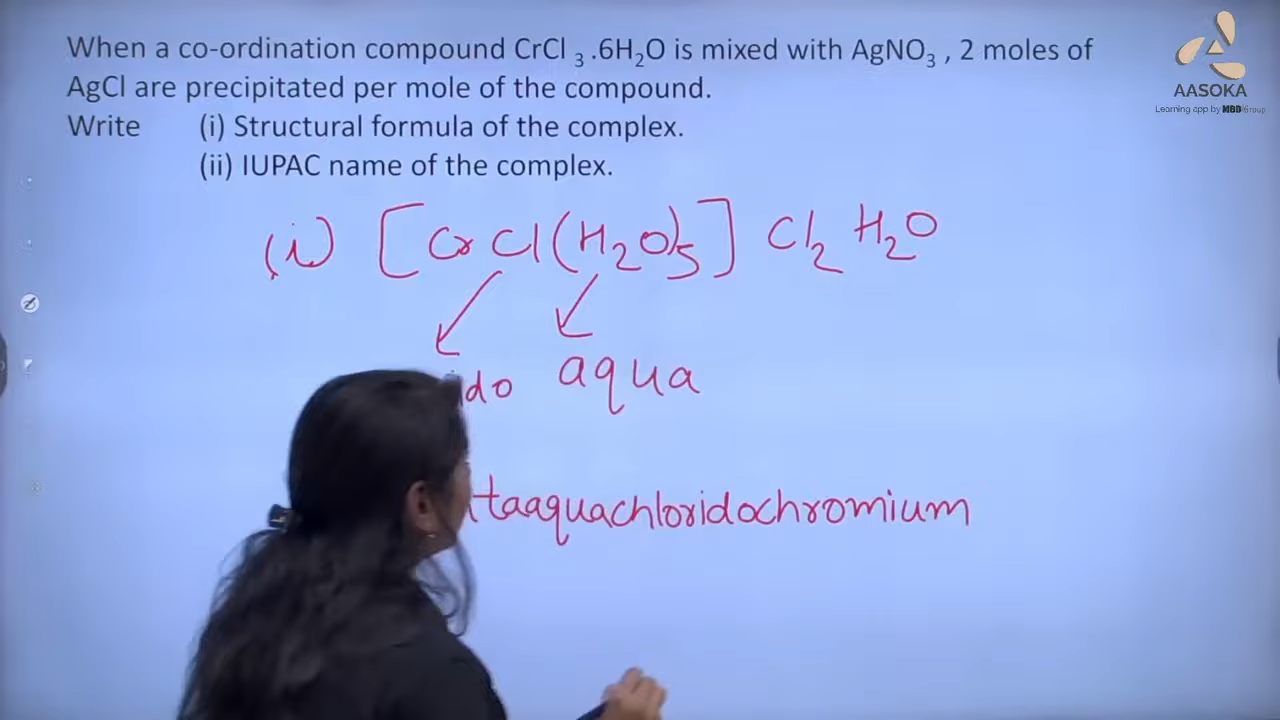 When a co-ordination compound CrCl₃.6H₂O is mixed with AgNO₃ , 2 moles of
AgCl are precipitated per mole of the compound.
Write (i) Structural formula of the complex.
(ii) IUPAC name of the complex.
(i) [CrCl(H₂O)₅] Cl₂ H₂O
ido aqua
taaquachloridochromium
AASOKA
Learning app by MBD Group